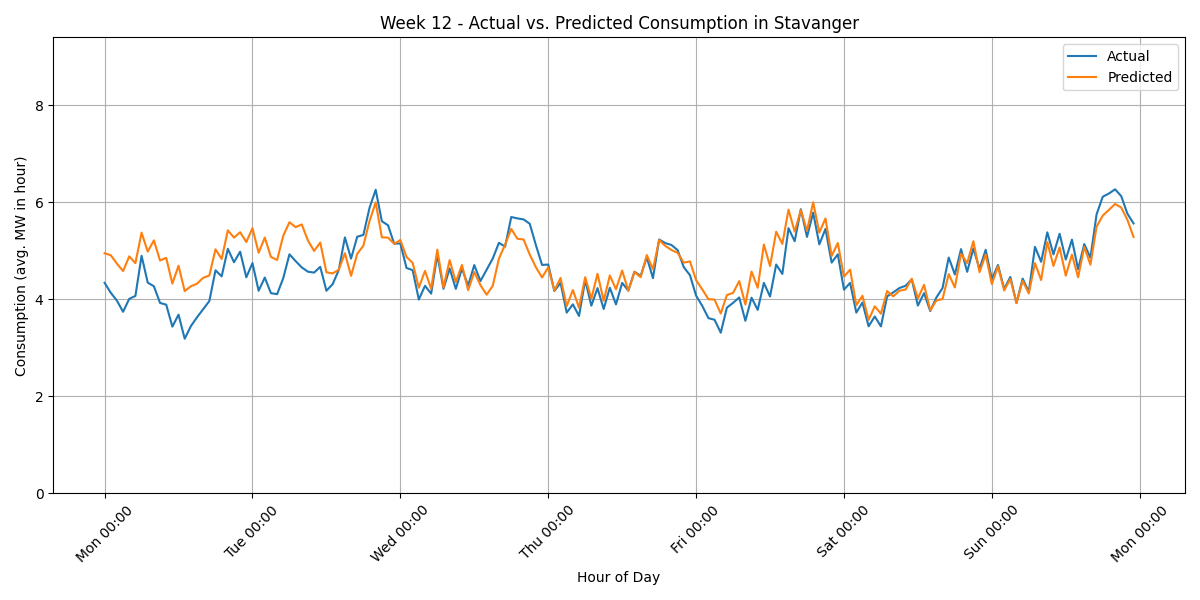 Week 12 - Actual vs. Predicted Consumption in Stavanger
Actual
Predicted
Consumption (avg. MW in hour)
8
6
4
2
0
Mon 00:00
Tue 00:00
Wed 00:00
Thu 00:00
Fri 00:00
Sat 00:00
Sun 00:00
Mon 00:00
Hour of Day